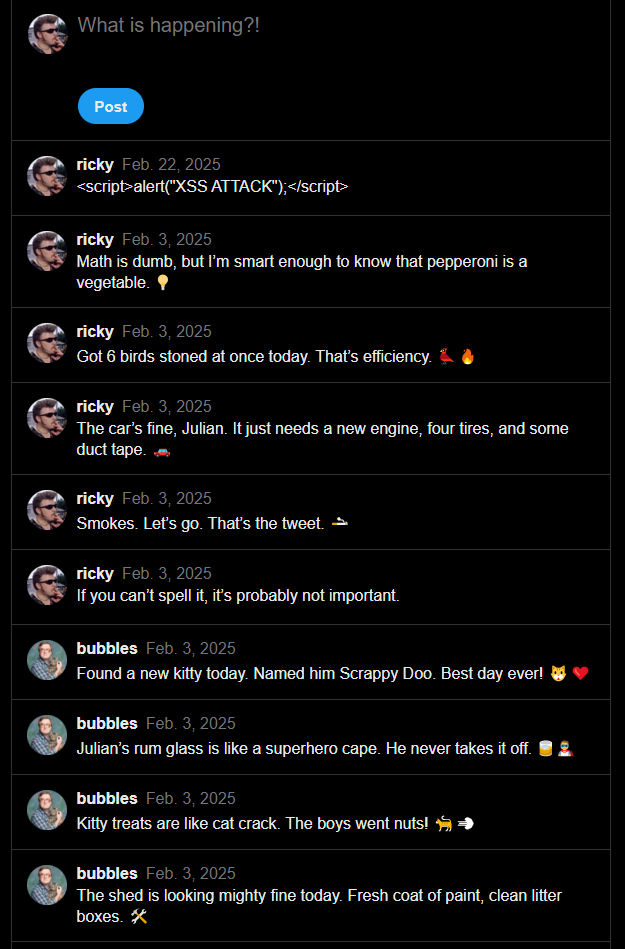 What is happening?!
Post
ricky Feb. 22, 2025
<script>alert("XSS ATTACK");</script>
ricky Feb. 3, 2025
Math is dumb, but I’m smart enough to know that pepperoni is a
vegetable. 💡
ricky Feb. 3, 2025
Got 6 birds stoned at once today. That’s efficiency. 🐦 🔥
ricky Feb. 3, 2025
The car’s fine, Julian. It just needs a new engine, four tires, and some
duct tape. 🚗
ricky Feb. 3, 2025
Smokes. Let’s go. That’s the tweet. 🚬
ricky Feb. 3, 2025
If you can’t spell it, it’s probably not important.
bubbles Feb. 3, 2025
Found a new kitty today. Named him Scrappy Doo. Best day ever! 🐱 ❤️
bubbles Feb. 3, 2025
Julian’s rum glass is like a superhero cape. He never takes it off. 🥃 🦸‍♂️
bubbles Feb. 3, 2025
Kitty treats are like cat crack. The boys went nuts! 🐈 💨
bubbles Feb. 3, 2025
The shed is looking mighty fine today. Fresh coat of paint, clean litter
boxes. 🛠️